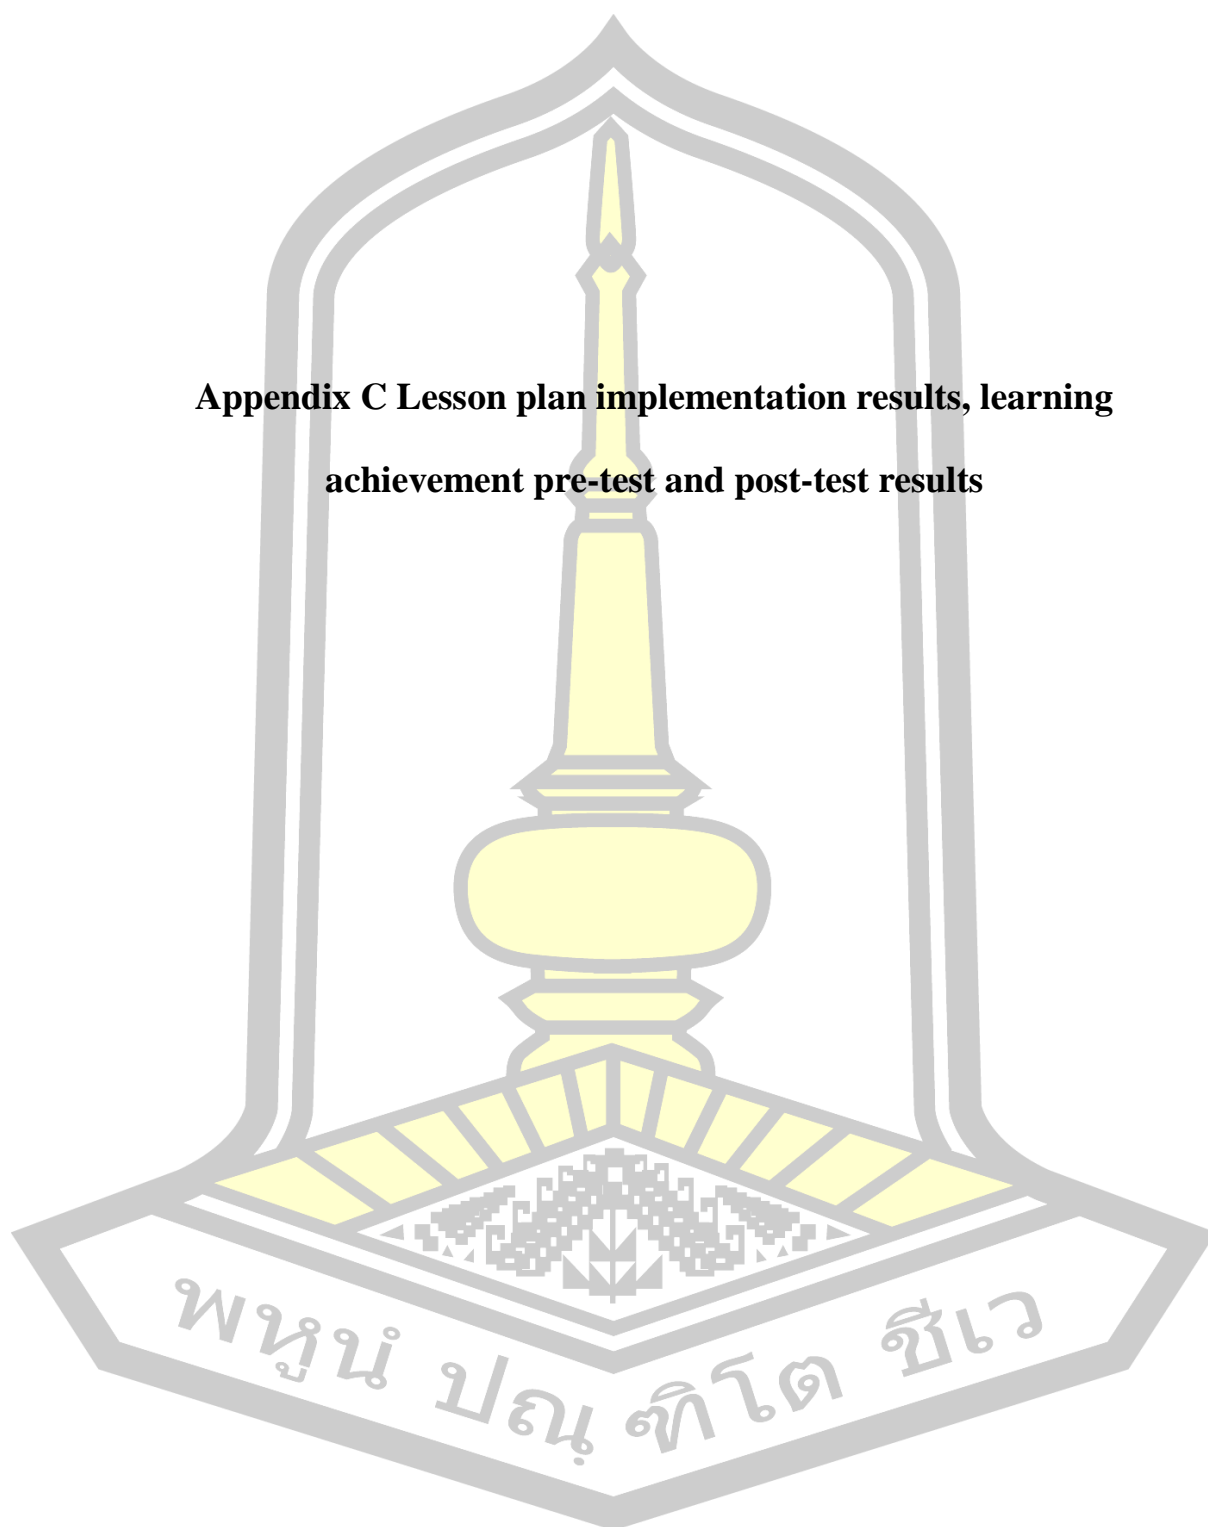 Appendix C Lesson plan implementation results, learning
achievement pre-test and post-test results
พหูนํ ปณฺฑิโต ชีเว